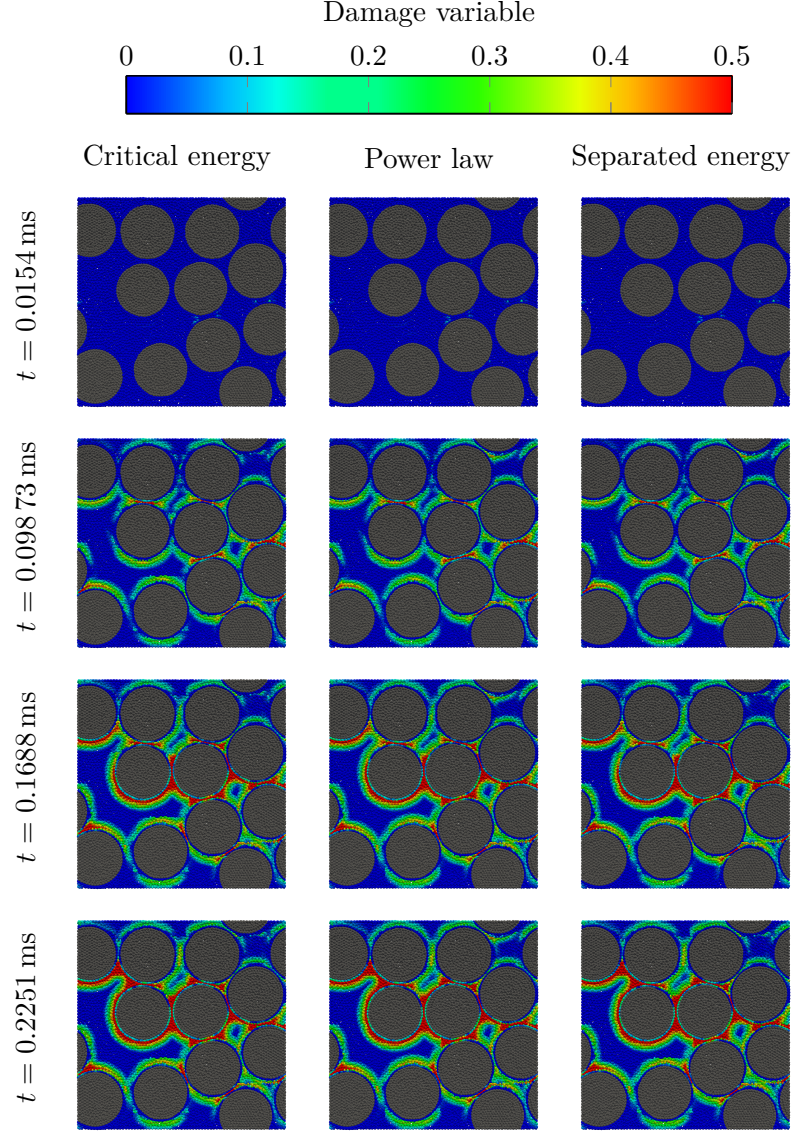 Damage variable
0 0.1 0.2 0.3 0.4 0.5
Critical energy Power law Separated energy
t = 0.0154 ms
t = 0.098 73 ms
t = 0.1688 ms
t = 0.2251 ms